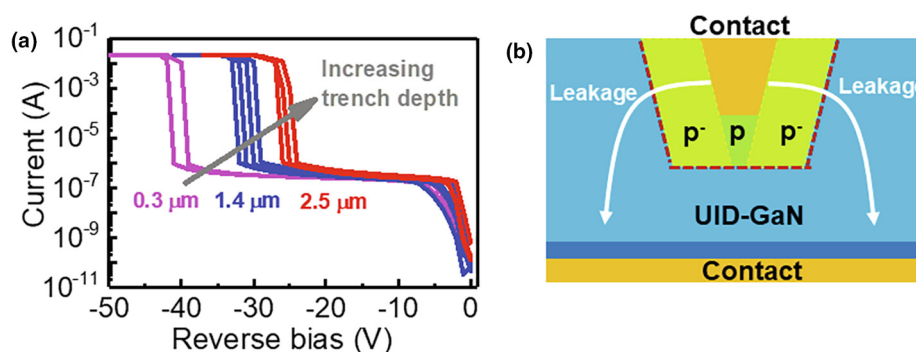 (a)
Current (A)
10⁻¹
10⁻³
10⁻⁵
10⁻⁷
10⁻⁹
10⁻¹¹
Increasing
trench depth
0.3 μm 1.4 μm 2.5 μm
-50 -40 -30 -20 -10 0
Reverse bias (V)
(b)
Contact
Leakage Leakage
p⁻ p p⁻
UID-GaN
Contact